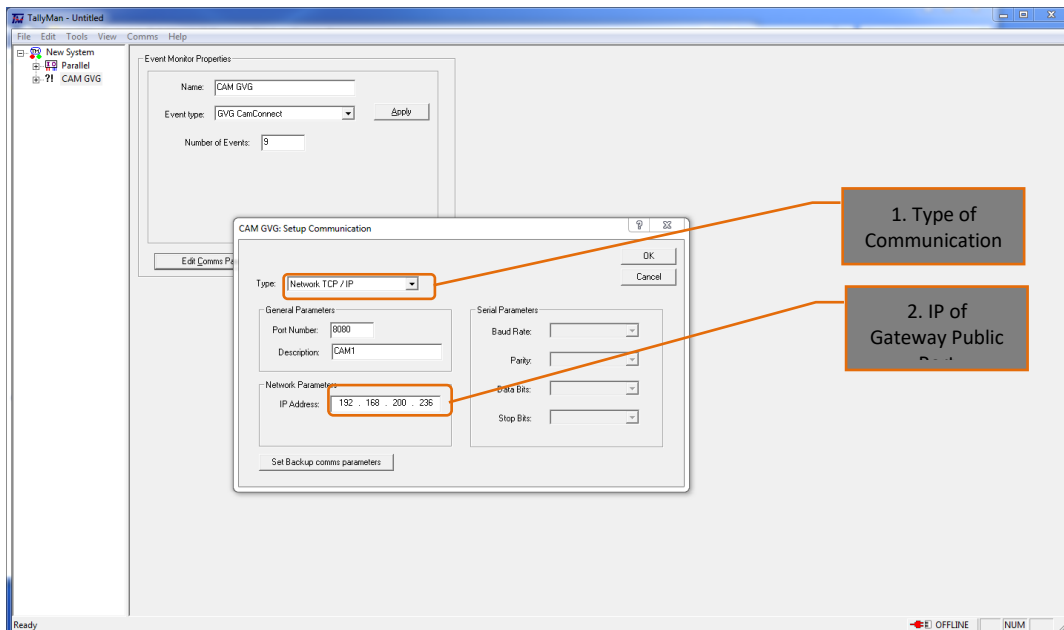 TallyMan - Untitled
File Edit Tools View Comms Help
New System
Parallel
?! CAM GVG
Event Monitor Properties
Name: CAM GVG
Event type: GVG CamConnect
Apply
Number of Events: 9
Edit Comms
CAM GVG: Setup Communication
OK
Cancel
Type: Network TCP / IP
General Parameters
Port Number: 8080
Description: CAM1
Network Parameters
IP Address: 192 . 168 . 200 . 236
Set Backup comms parameters
Serial Parameters
Baud Rate:
Parity:
Data Bits:
Stop Bits:
1. Type of
Communication
2. IP of
Gateway Public
Ready
OFFLINE NUM